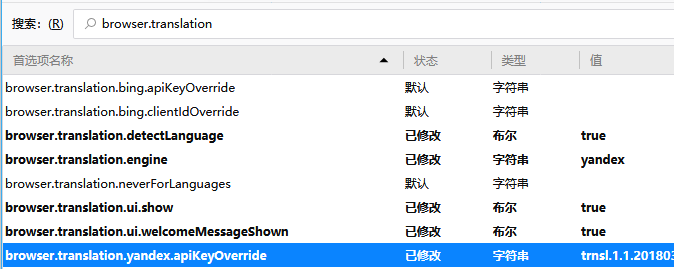 搜索：(R) browser.translation
首选项名称 状态 类型 值
browser.translation.bing.apiKeyOverride 默认 字符串
browser.translation.bing.clientIdOverride 默认 字符串
browser.translation.detectLanguage 已修改 布尔 true
browser.translation.engine 已修改 字符串 yandex
browser.translation.neverForLanguages 默认 字符串
browser.translation.ui.show 已修改 布尔 true
browser.translation.ui.welcomeMessageShown 已修改 布尔 true
browser.translation.yandex.apiKeyOverride 已修改 字符串 trnsl.1.1.201803